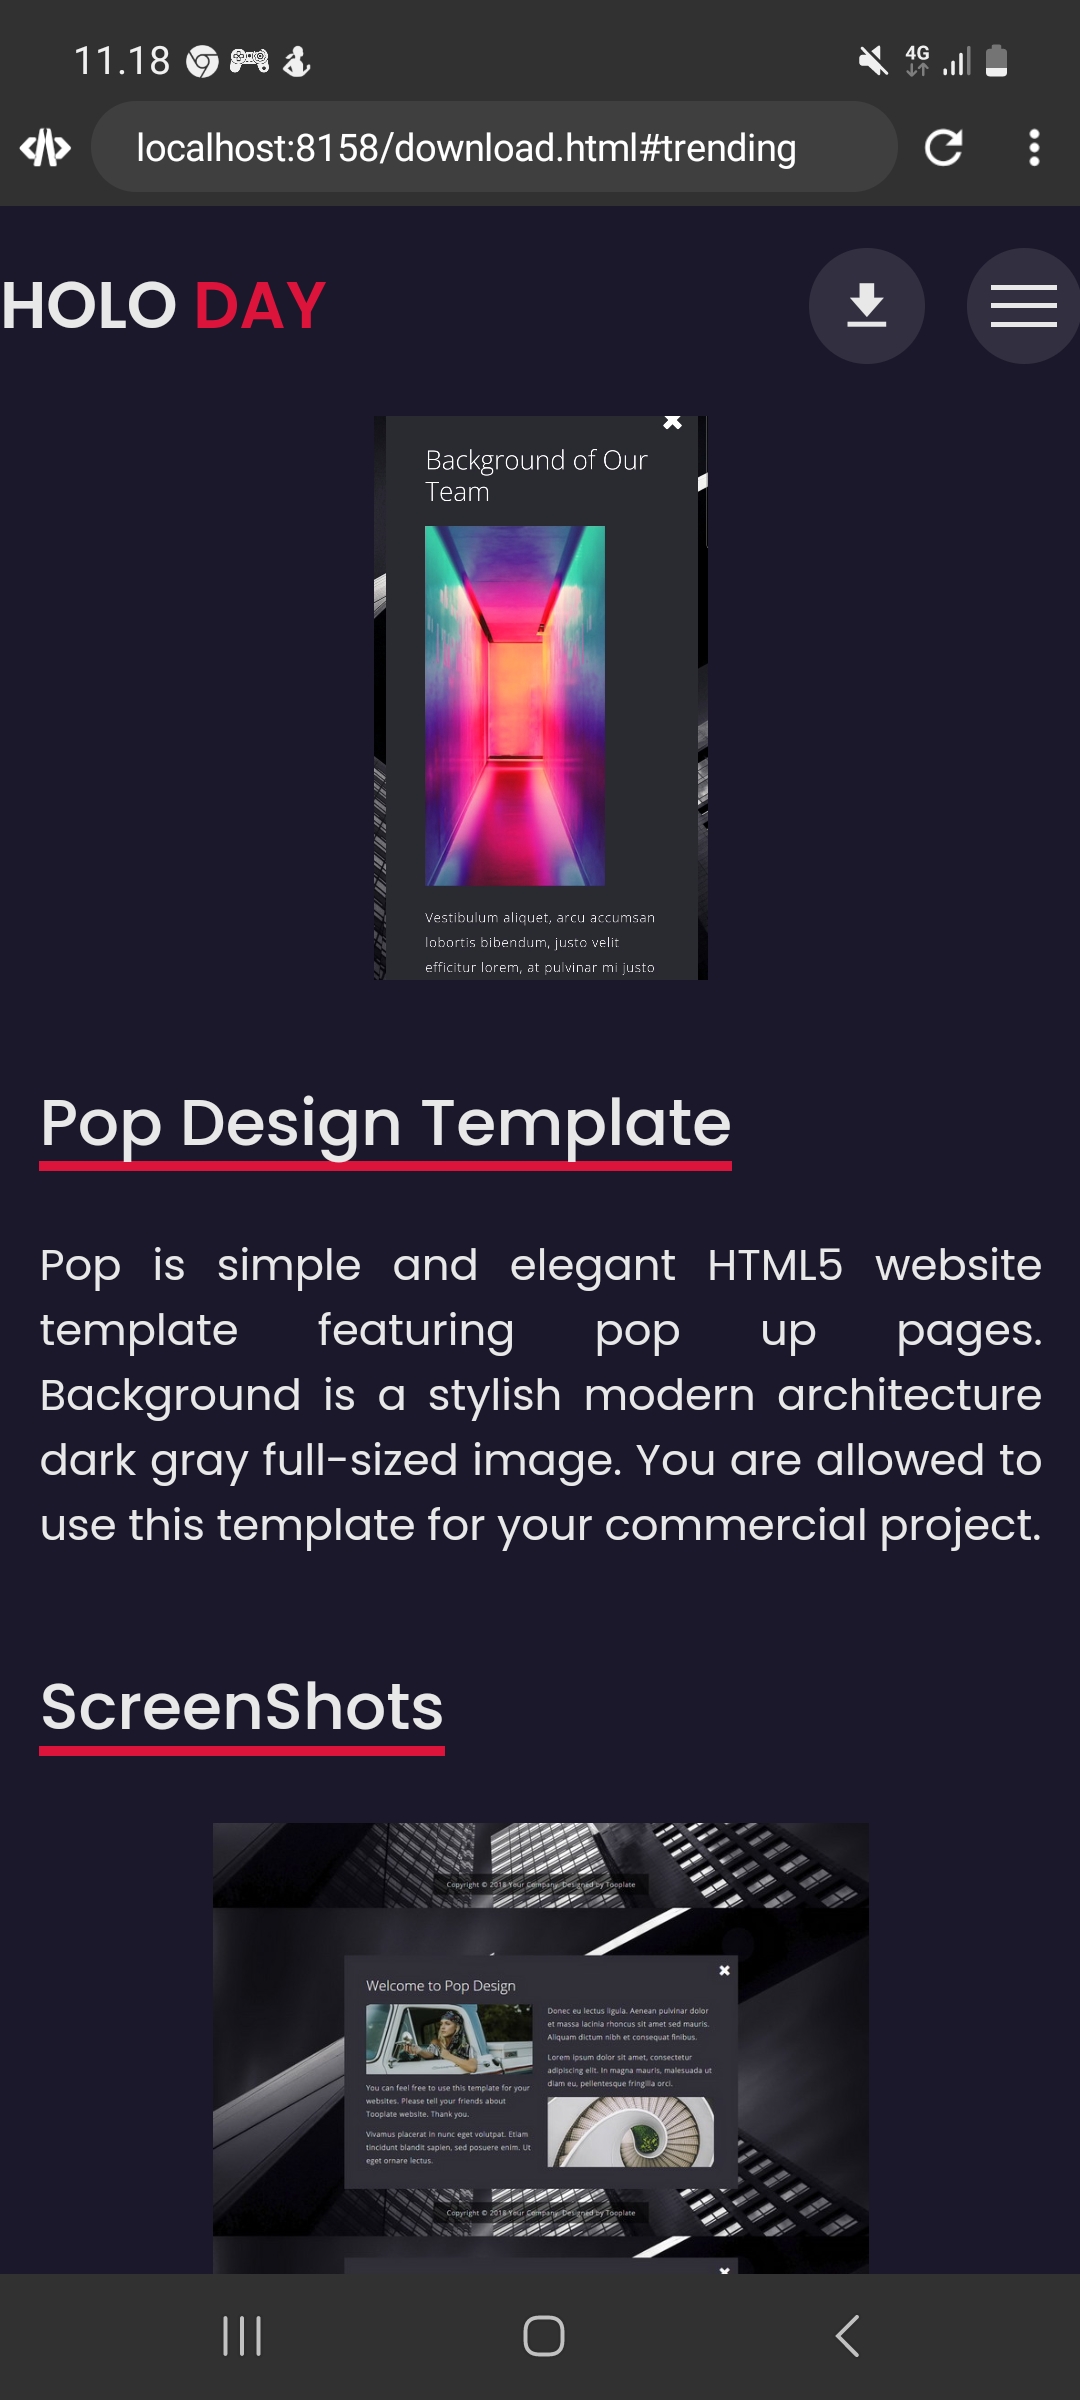 11.18
4G
localhost:8158/download.html#trending
HOLO DAY
Background of Our
Team
Vestibulum aliquet, arcu accumsan
lobortis bibendum, justo velit
efficitur lorem, at pulvinar mi justo
Pop Design Template
Pop is simple and elegant HTML5 website
template featuring pop up pages.
Background is a stylish modern architecture
dark gray full-sized image. You are allowed to
use this template for your commercial project.
ScreenShots
Copyright © 2018 Your Company. Designed by Tooplate
Welcome to Pop Design
You can feel free to use this template for your
websites. Please tell your friends about
Tooplate website. Thank you.
Vivamus placerat in nunc eget volutpat. Etiam
tincidunt blandit sapien, sed posuere enim. Ut
eget ornare lectus.
Donec eu lectus ligula. Aenean pulvinar dolor
et massa lacinia rhoncus sit amet sed mauris.
Aliquam dictum nibh et consequat finibus.
Lorem ipsum dolor sit amet, consectetur
adipiscing elit. In magna mauris, malesuada ut
diam eu, pellentesque fringilla orci.
Copyright © 2018 Your Company. Designed by Tooplate